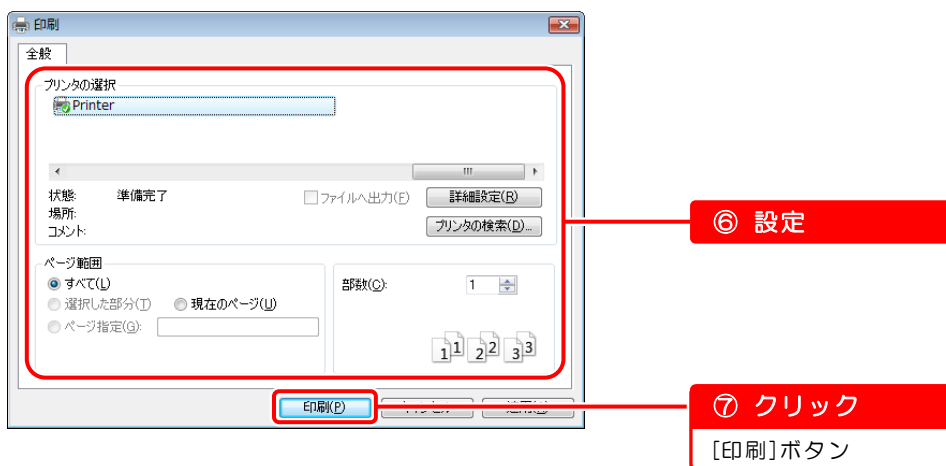 印刷
全般
プリンタの選択
Printer
状態: 準備完了
ファイルへ出力(F) 詳細設定(R)
場所:
コメント:
プリンタの検索(D)...
⑥ 設定
ページ範囲
すべて(L)
選択した部分(T) 現在のページ(U)
ページ指定(G):
部数(C): 1
11 22 33
印刷(P)
⑦ クリック
[印刷]ボタン